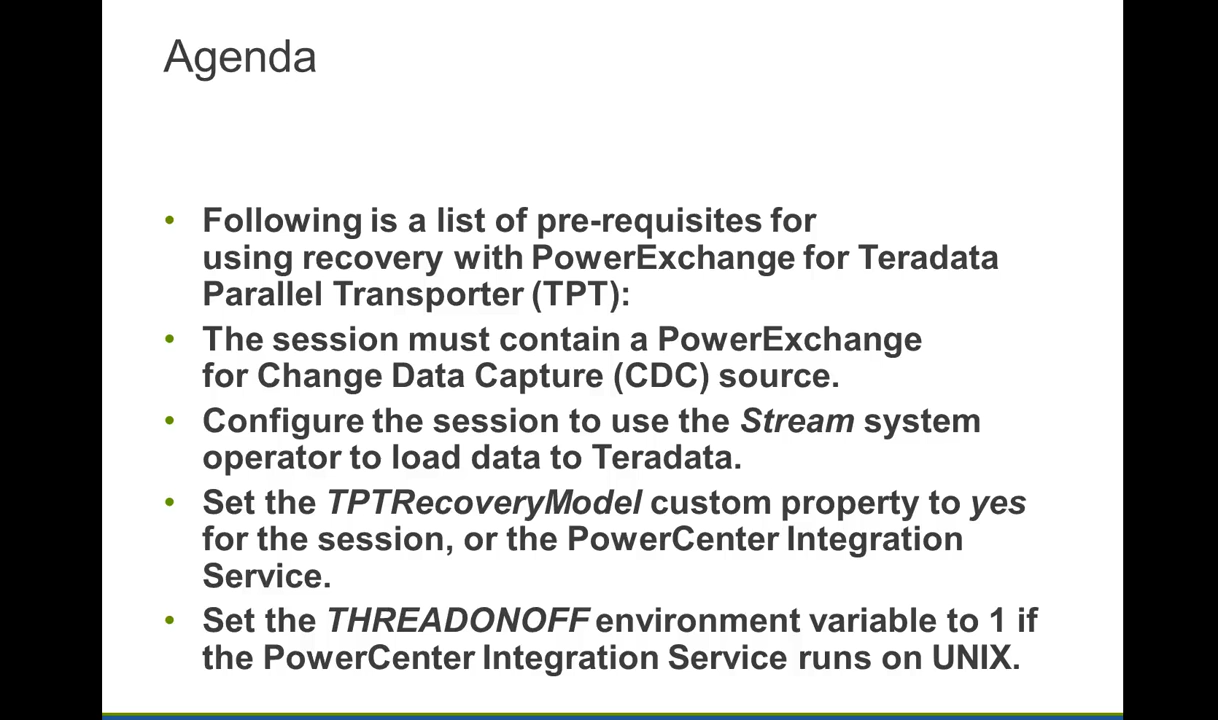 Agenda
• Following is a list of pre-requisites for
using recovery with PowerExchange for Teradata
Parallel Transporter (TPT):
• The session must contain a PowerExchange
for Change Data Capture (CDC) source.
• Configure the session to use the Stream system
operator to load data to Teradata.
• Set the TPTRecoveryModel custom property to yes
for the session, or the PowerCenter Integration
Service.
• Set the THREADONOFF environment variable to 1 if
the PowerCenter Integration Service runs on UNIX.